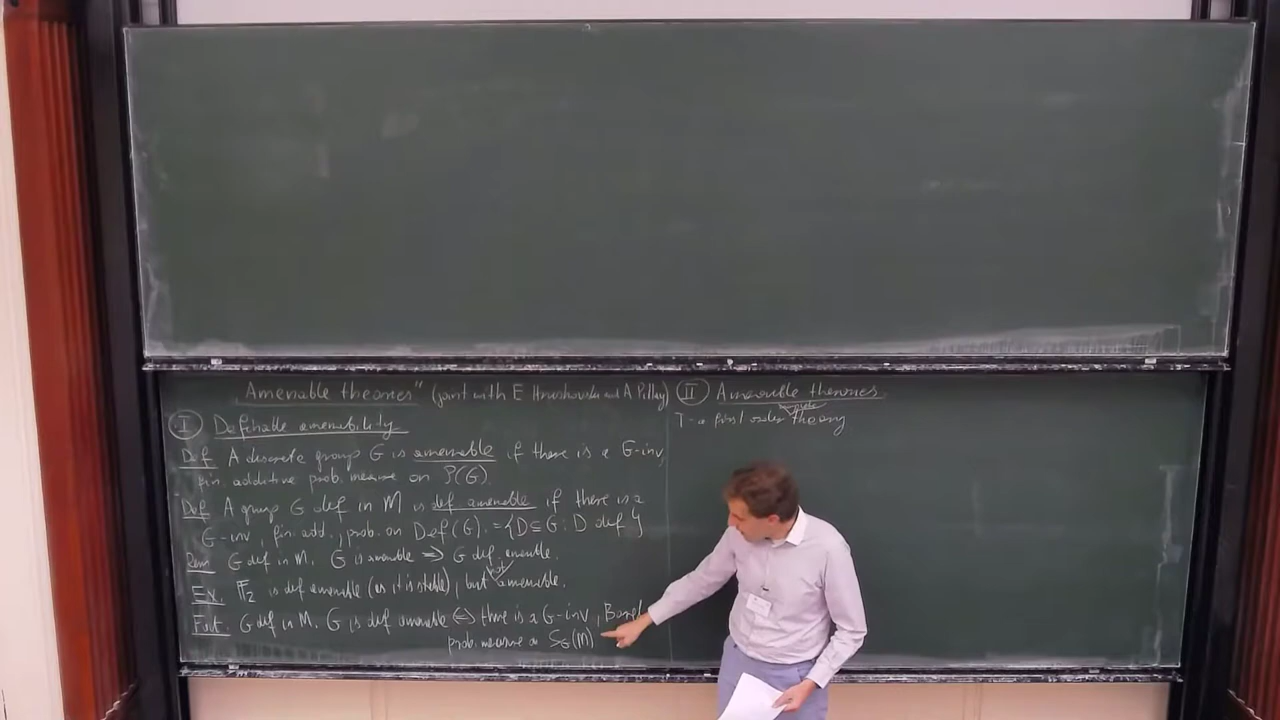 Amenable theories" (joint with E Hrushovski and A Pillay)
I Definable amenability
Def A discrete group G is amenable if there is a G-inv,
fin. additive prob. measure on P(G).
Def A group G def in M is def amenable if there is a
G-inv, fin. add., prob. on Def(G). = {D ⊆ G : D def }
Rem G def in M. G is amenable ⇒ G def. amenable.
Ex. F₂ is def amenable (as it is stable), but not amenable.
Fact. G def in M. G is def amenable ⇔ there is a G-inv, Borel
prob. measure on S_G(M)
II Amenable theories
T - a first order complete theory